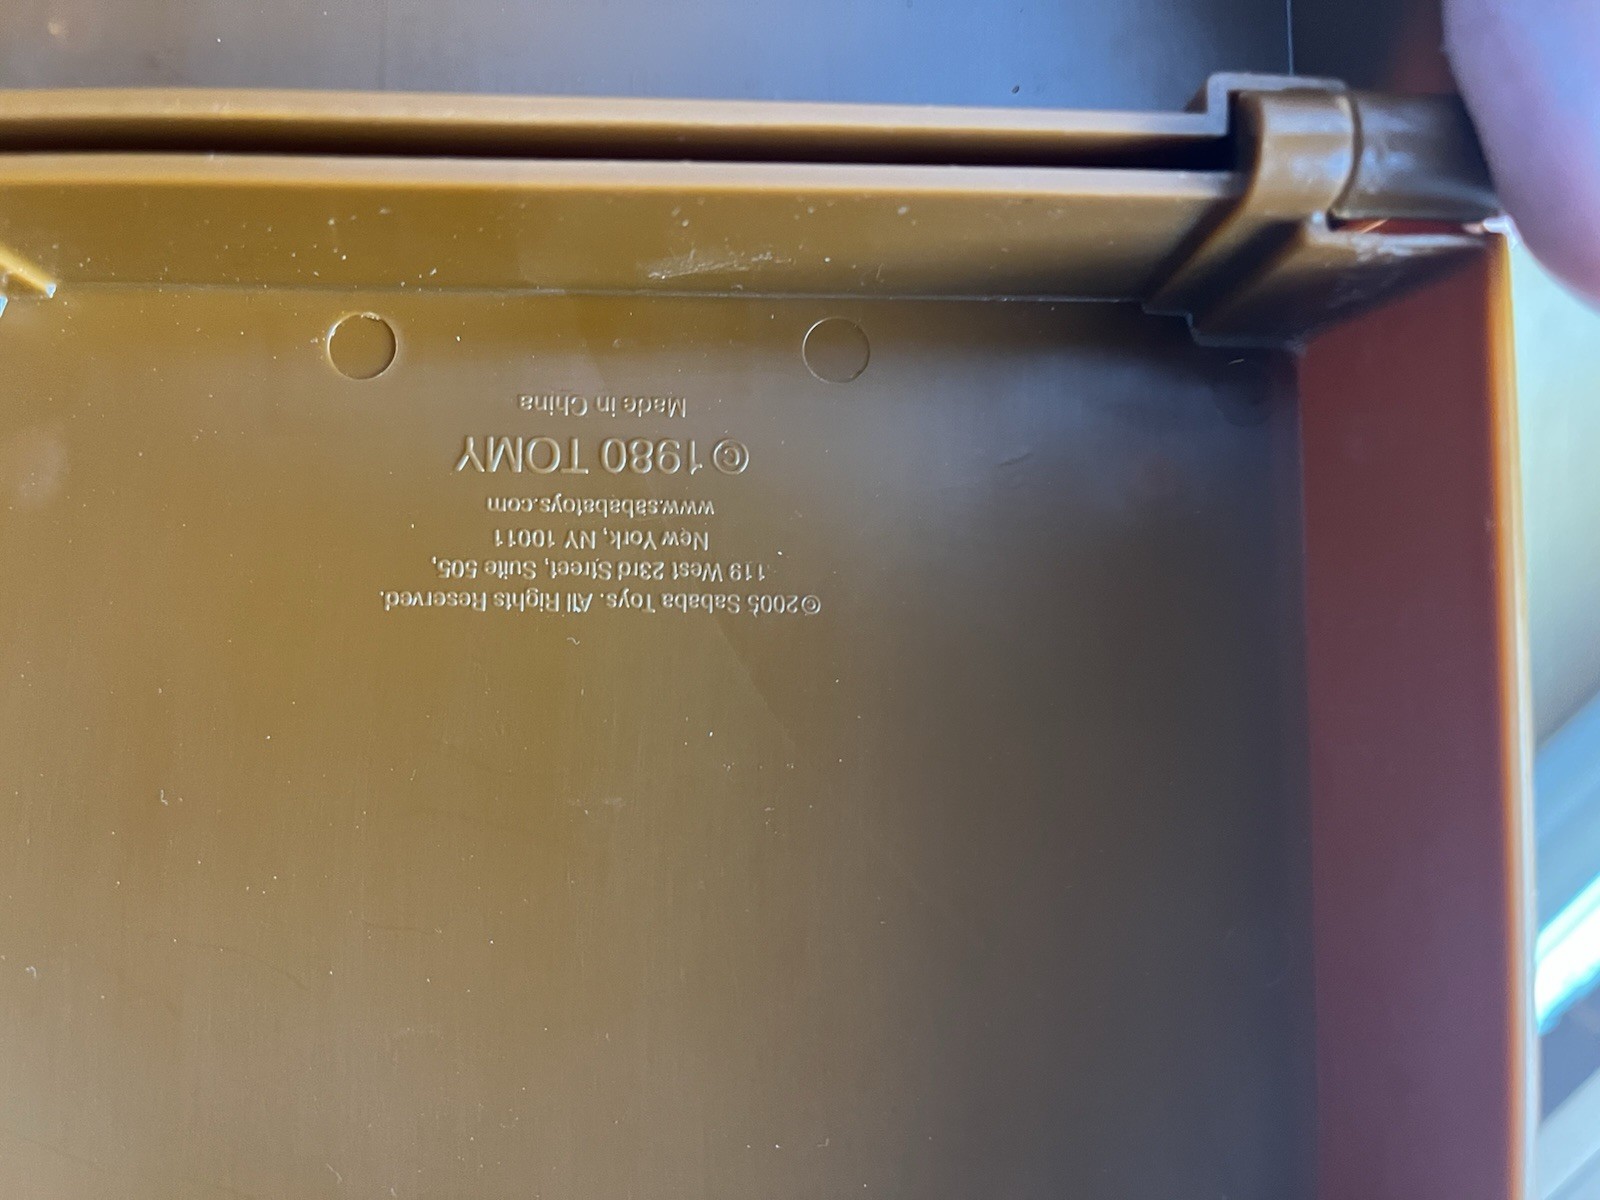 ©2005 Sababa Toys. All Rights Reserved.
119 West 23rd Street, Suite 505,
New York, NY 10011
www.sababatoys.com
©1980 TOMY
Made in China